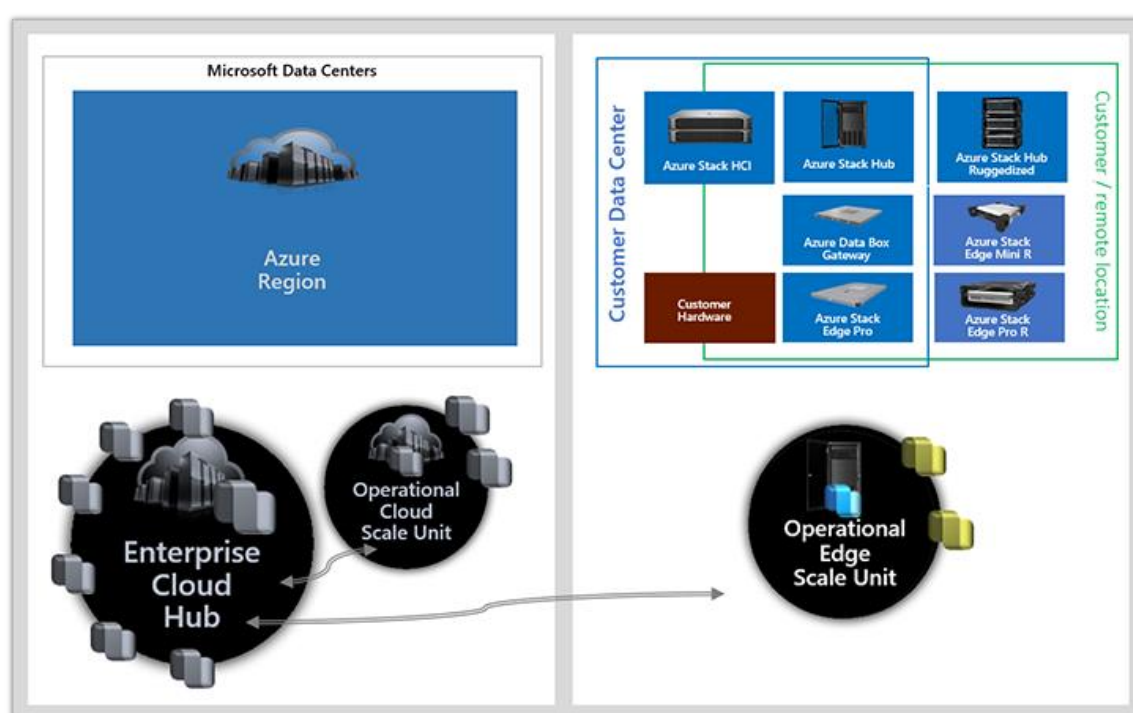 Microsoft Data Centers
Azure
Region
Customer Data Center
Azure Stack HCI
Azure Stack Hub
Azure Stack Hub
Ruggedized
Azure Data Box
Gateway
Azure Stack
Edge Mini R
Customer
Hardware
Azure Stack
Edge Pro
Azure Stack
Edge Pro R
Customer / remote location
Enterprise
Cloud
Hub
Operational
Cloud
Scale Unit
Operational
Edge
Scale Unit